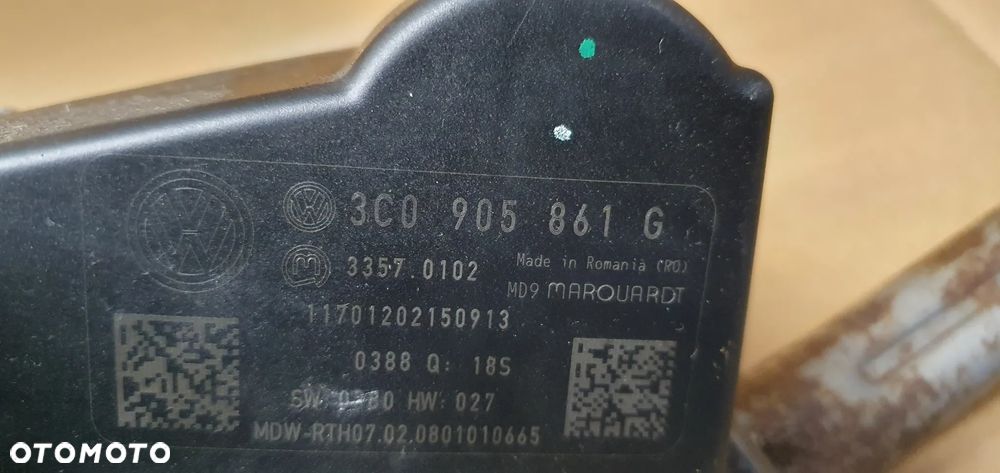 3C0 905 861 G
3357.0102
Made in Romania (RO)
MD9 MARQUARDT
11701202150913
0388 Q: 18S
SW: HW: 027
MDW-RTH07.02.0801010665
OTOMOTO